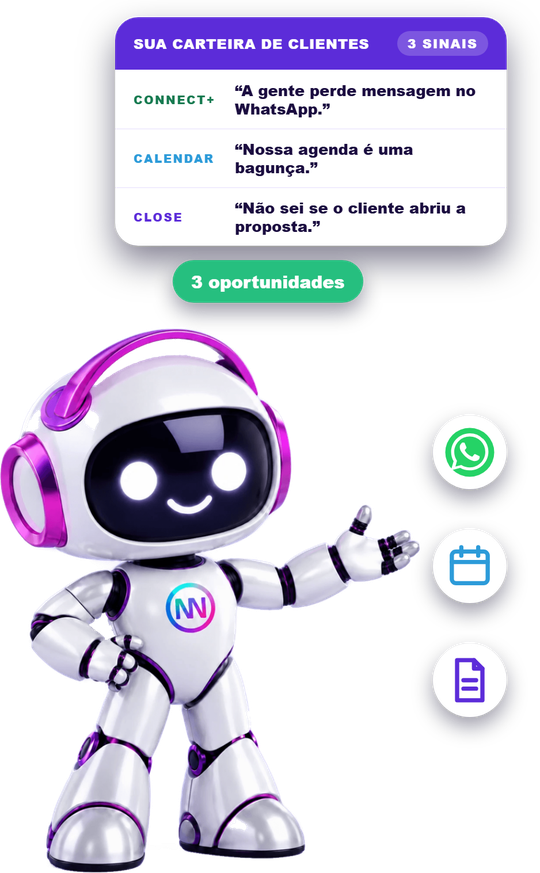 SUA CARTEIRA DE CLIENTES
3 SINAIS
CONNECT+
“A gente perde mensagem no
WhatsApp.”
CALENDAR
“Nossa agenda é uma
bagunça.”
CLOSE
“Não sei se o cliente abriu a
proposta.”
3 oportunidades